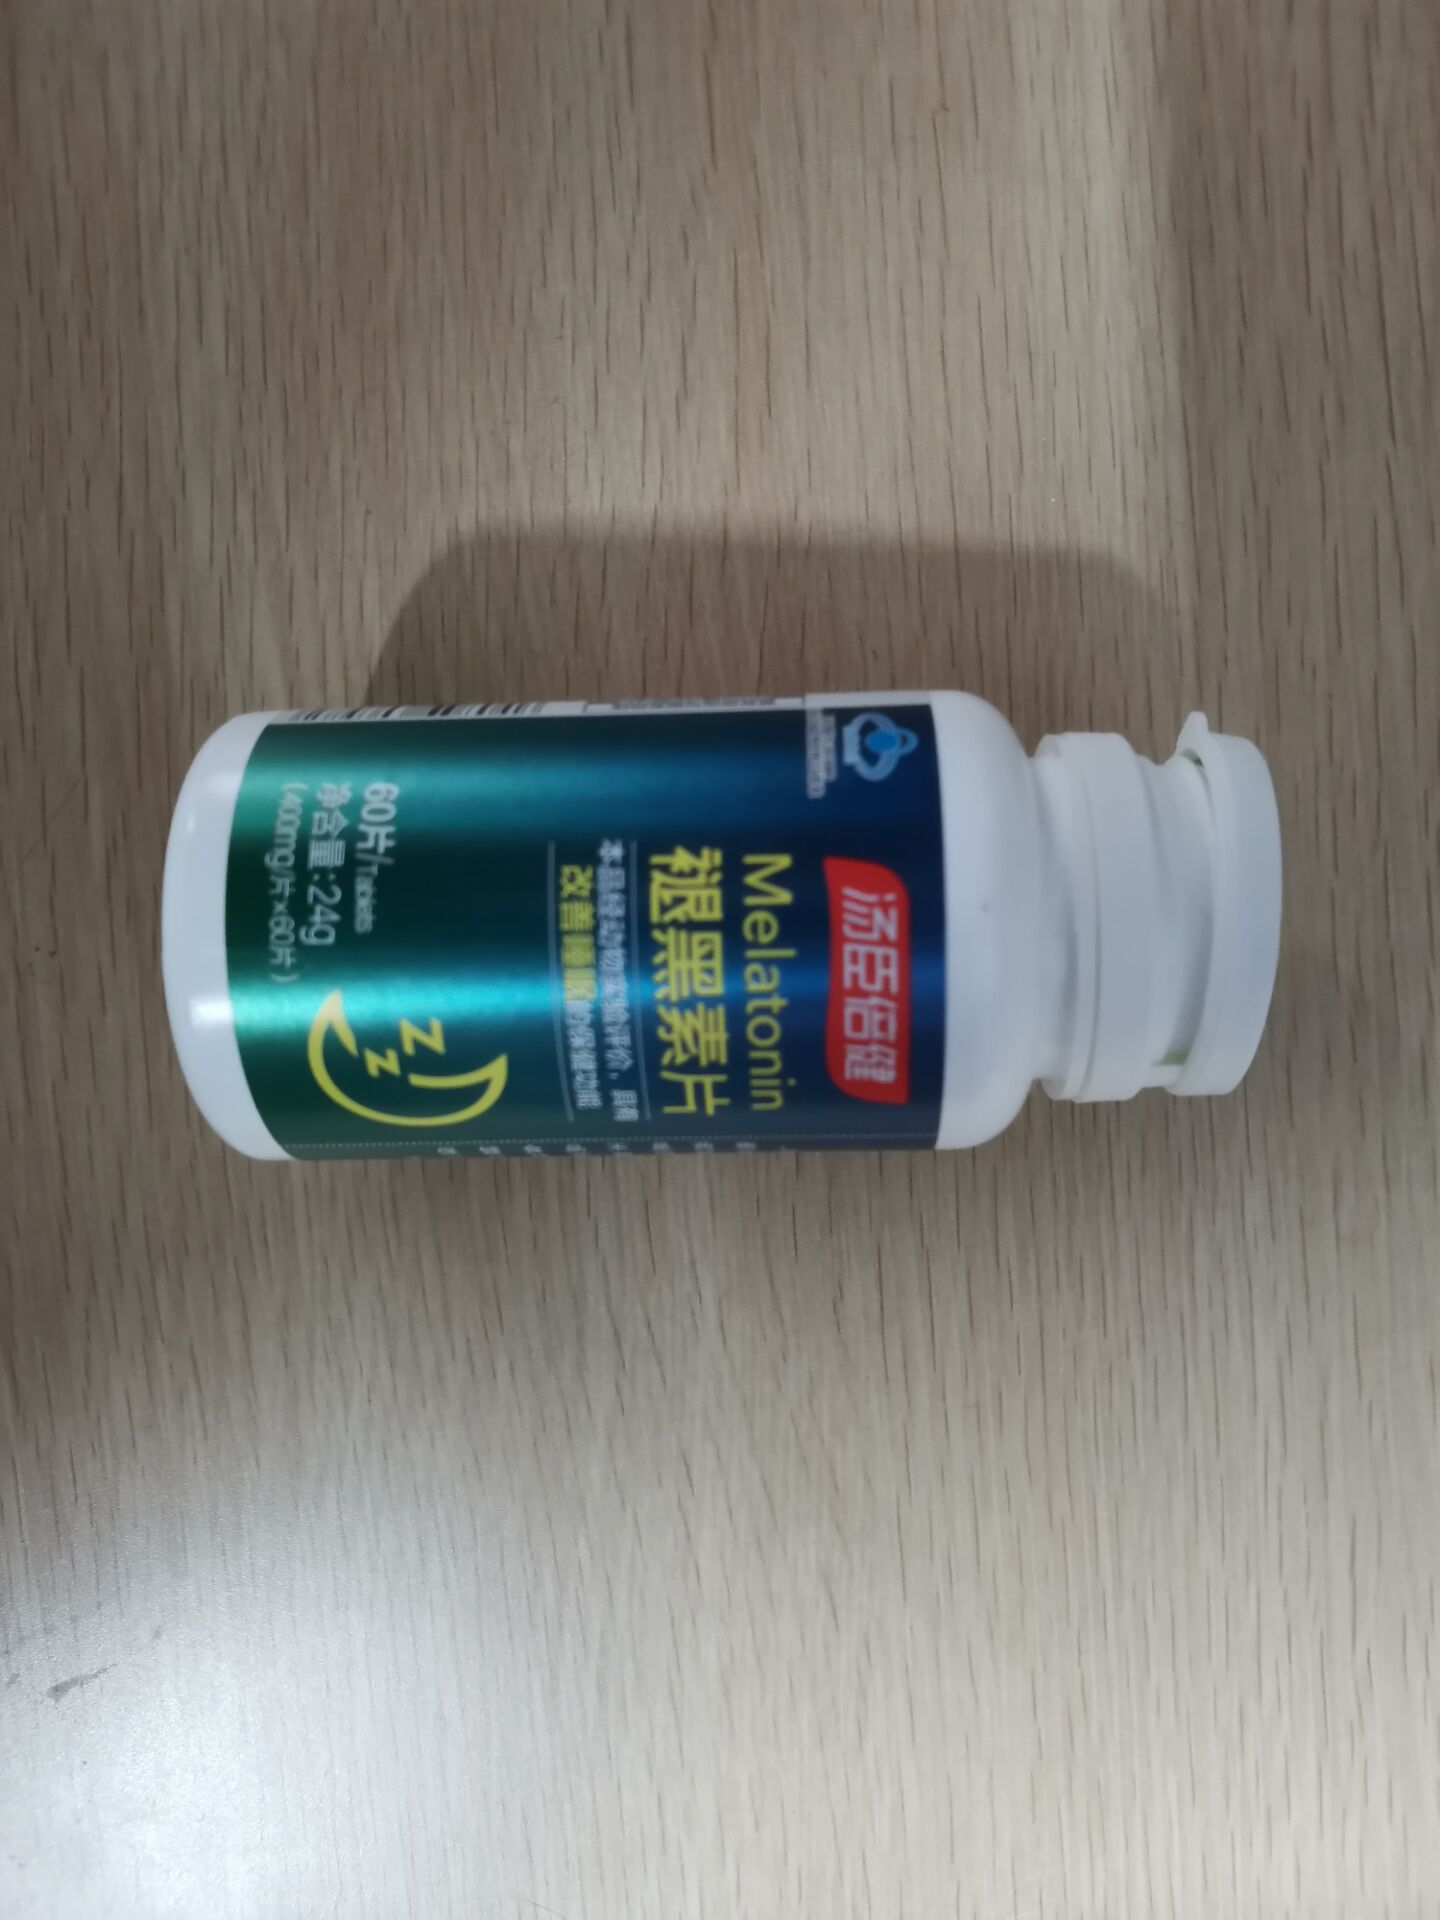 汤臣倍健
Melatonin
褪黑素片
本品经动物实验评价，具有
改善睡眠的保健功能
z
z
60片/Tablets
净含量:24g
(400mg/片×60片)